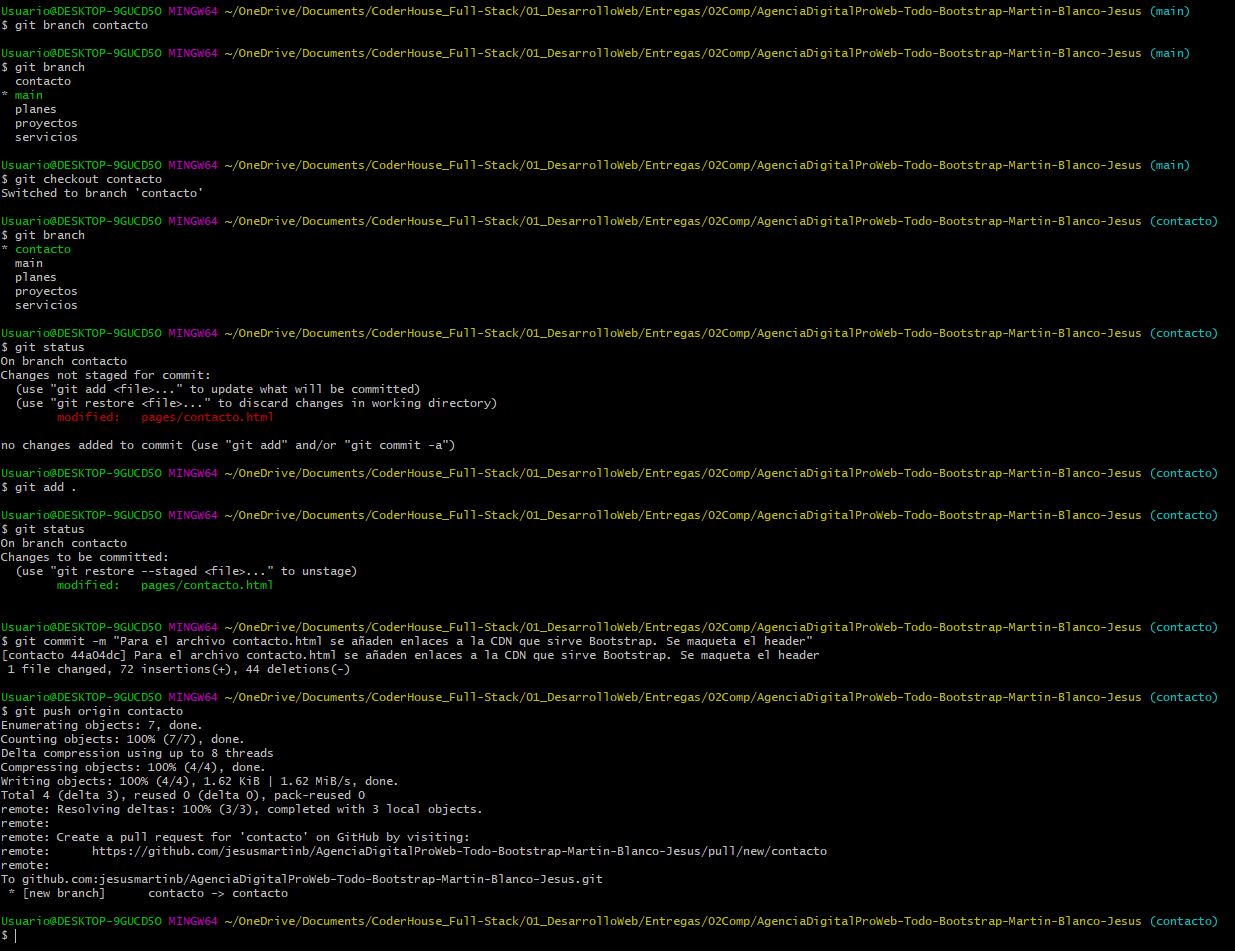 Usuario@DESKTOP-9GUCD5O MINGW64 ~/OneDrive/Documents/CoderHouse_Full-Stack/01_DesarrolloWeb/Entregas/02Comp/AgenciaDigitalProWeb-Todo-Bootstrap-Martin-Blanco-Jesus (main)
$ git branch contacto

Usuario@DESKTOP-9GUCD5O MINGW64 ~/OneDrive/Documents/CoderHouse_Full-Stack/01_DesarrolloWeb/Entregas/02Comp/AgenciaDigitalProWeb-Todo-Bootstrap-Martin-Blanco-Jesus (main)
$ git branch
  contacto
* main
  planes
  proyectos
  servicios

Usuario@DESKTOP-9GUCD5O MINGW64 ~/OneDrive/Documents/CoderHouse_Full-Stack/01_DesarrolloWeb/Entregas/02Comp/AgenciaDigitalProWeb-Todo-Bootstrap-Martin-Blanco-Jesus (main)
$ git checkout contacto
Switched to branch 'contacto'

Usuario@DESKTOP-9GUCD5O MINGW64 ~/OneDrive/Documents/CoderHouse_Full-Stack/01_DesarrolloWeb/Entregas/02Comp/AgenciaDigitalProWeb-Todo-Bootstrap-Martin-Blanco-Jesus (contacto)
$ git branch
* contacto
  main
  planes
  proyectos
  servicios

Usuario@DESKTOP-9GUCD5O MINGW64 ~/OneDrive/Documents/CoderHouse_Full-Stack/01_DesarrolloWeb/Entregas/02Comp/AgenciaDigitalProWeb-Todo-Bootstrap-Martin-Blanco-Jesus (contacto)
$ git status
On branch contacto
Changes not staged for commit:
  (use "git add <file>..." to update what will be committed)
  (use "git restore <file>..." to discard changes in working directory)
        modified:   pages/contacto.html

no changes added to commit (use "git add" and/or "git commit -a")

Usuario@DESKTOP-9GUCD5O MINGW64 ~/OneDrive/Documents/CoderHouse_Full-Stack/01_DesarrolloWeb/Entregas/02Comp/AgenciaDigitalProWeb-Todo-Bootstrap-Martin-Blanco-Jesus (contacto)
$ git add .

Usuario@DESKTOP-9GUCD5O MINGW64 ~/OneDrive/Documents/CoderHouse_Full-Stack/01_DesarrolloWeb/Entregas/02Comp/AgenciaDigitalProWeb-Todo-Bootstrap-Martin-Blanco-Jesus (contacto)
$ git status
On branch contacto
Changes to be committed:
  (use "git restore --staged <file>..." to unstage)
        modified:   pages/contacto.html

Usuario@DESKTOP-9GUCD5O MINGW64 ~/OneDrive/Documents/CoderHouse_Full-Stack/01_DesarrolloWeb/Entregas/02Comp/AgenciaDigitalProWeb-Todo-Bootstrap-Martin-Blanco-Jesus (contacto)
$ git commit -m "Para el archivo contacto.html se añaden enlaces a la CDN que sirve Bootstrap. Se maqueta el header"
[contacto 44a04dc] Para el archivo contacto.html se añaden enlaces a la CDN que sirve Bootstrap. Se maqueta el header
 1 file changed, 72 insertions(+), 44 deletions(-)

Usuario@DESKTOP-9GUCD5O MINGW64 ~/OneDrive/Documents/CoderHouse_Full-Stack/01_DesarrolloWeb/Entregas/02Comp/AgenciaDigitalProWeb-Todo-Bootstrap-Martin-Blanco-Jesus (contacto)
$ git push origin contacto
Enumerating objects: 7, done.
Counting objects: 100% (7/7), done.
Delta compression using up to 8 threads
Compressing objects: 100% (4/4), done.
Writing objects: 100% (4/4), 1.62 KiB | 1.62 MiB/s, done.
Total 4 (delta 3), reused 0 (delta 0), pack-reused 0
remote: Resolving deltas: 100% (3/3), completed with 3 local objects.
remote:
remote: Create a pull request for 'contacto' on GitHub by visiting:
remote:      https://github.com/jesusmartinb/AgenciaDigitalProWeb-Todo-Bootstrap-Martin-Blanco-Jesus/pull/new/contacto
remote:
To github.com:jesusmartinb/AgenciaDigitalProWeb-Todo-Bootstrap-Martin-Blanco-Jesus.git
 * [new branch]      contacto -> contacto

Usuario@DESKTOP-9GUCD5O MINGW64 ~/OneDrive/Documents/CoderHouse_Full-Stack/01_DesarrolloWeb/Entregas/02Comp/AgenciaDigitalProWeb-Todo-Bootstrap-Martin-Blanco-Jesus (contacto)
$